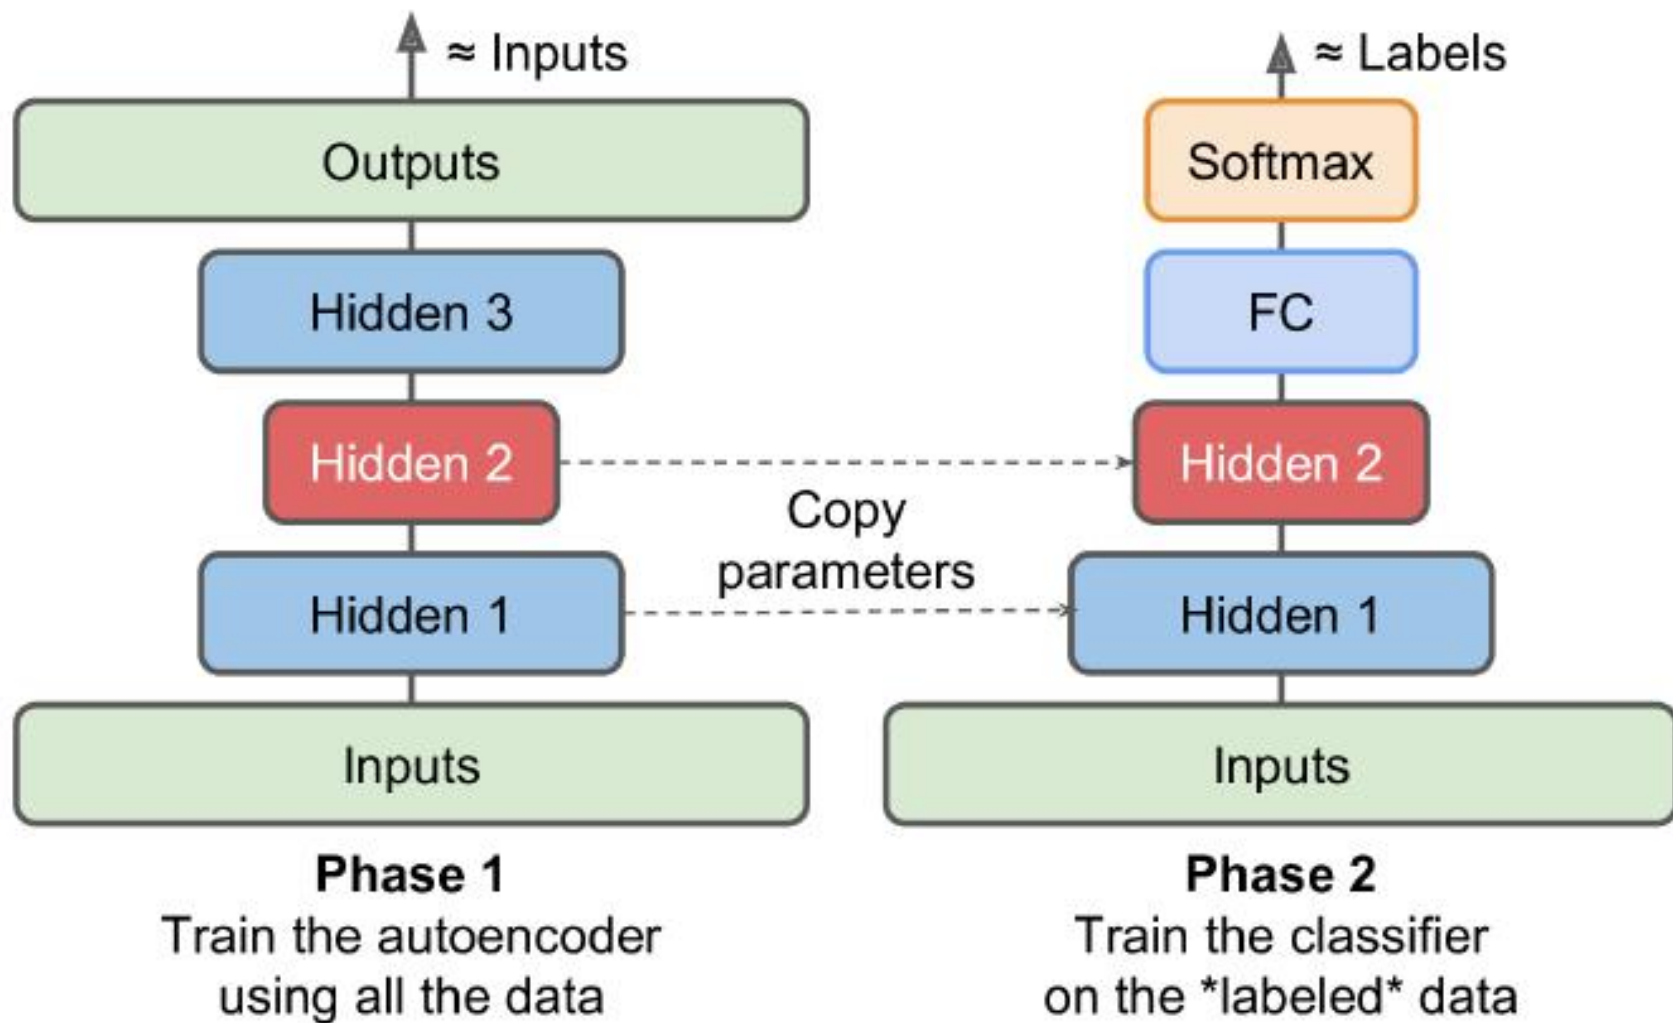 ≈ Inputs
Outputs
Hidden 3
Hidden 2
Hidden 1
Inputs
Phase 1
Train the autoencoder
using all the data
Copy
parameters
≈ Labels
Softmax
FC
Hidden 2
Hidden 1
Inputs
Phase 2
Train the classifier
on the *labeled* data